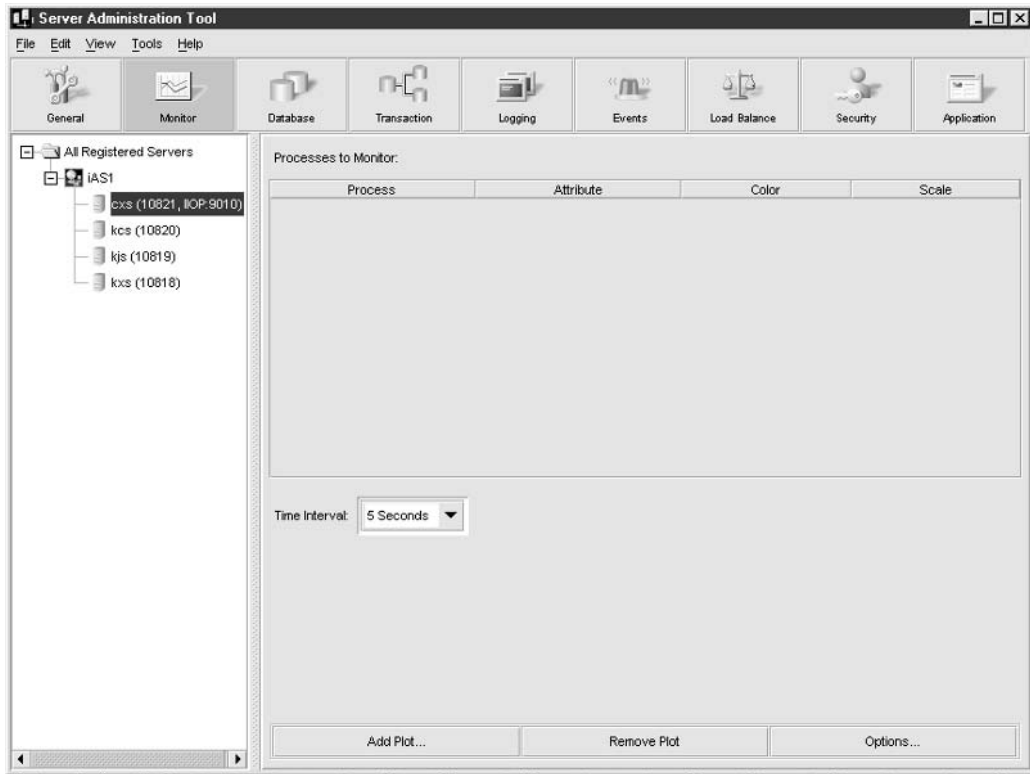 Server Administration Tool
File Edit View Tools Help
General Monitor Database Transaction Logging Events Load Balance Security Application
All Registered Servers
iAS1
cxs (10821, IIOP:9010)
kcs (10820)
kjs (10819)
kxs (10818)
Processes to Monitor:
Process Attribute Color Scale
Time Interval: 5 Seconds
Add Plot... Remove Plot Options...